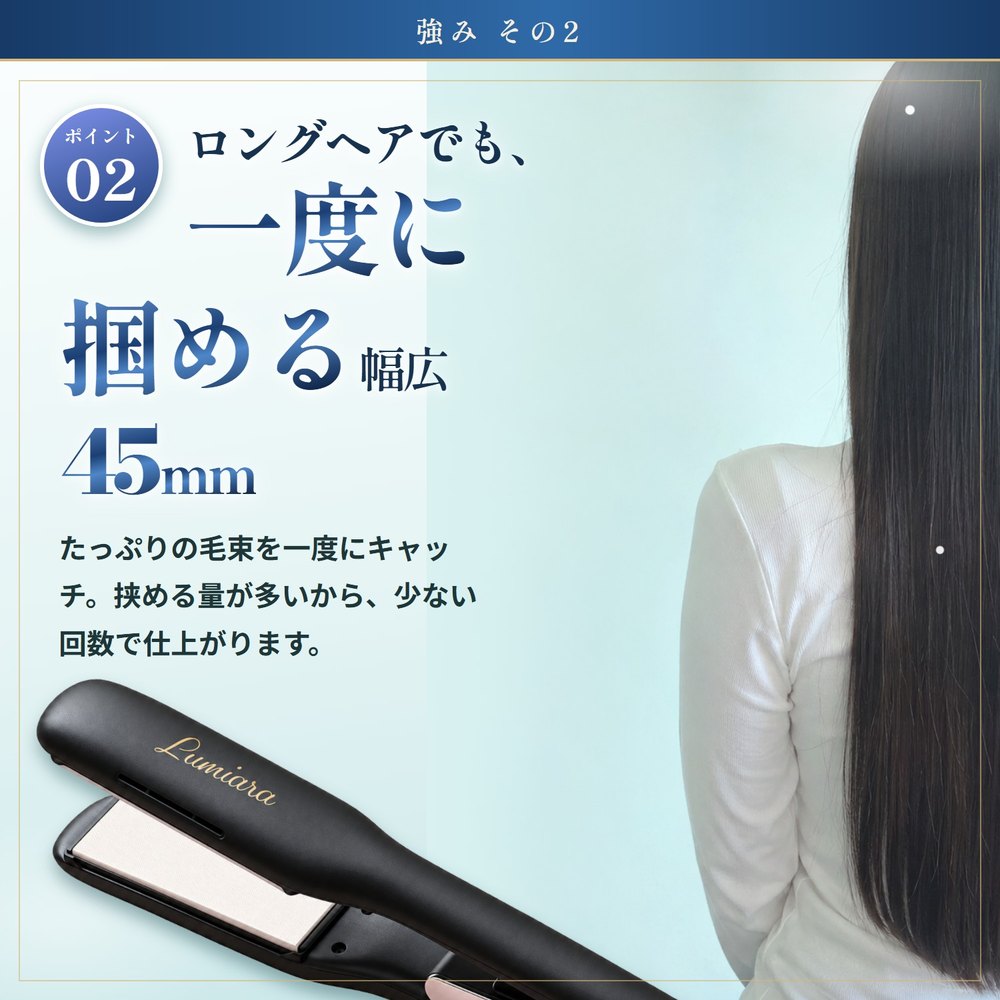 強み その2
ポイント
02
ロングヘアでも、
一度に
掴める 幅広
45mm
たっぷりの毛束を一度にキャッ
チ。挟める量が多いから、少ない
回数で仕上がります。
Lumiara